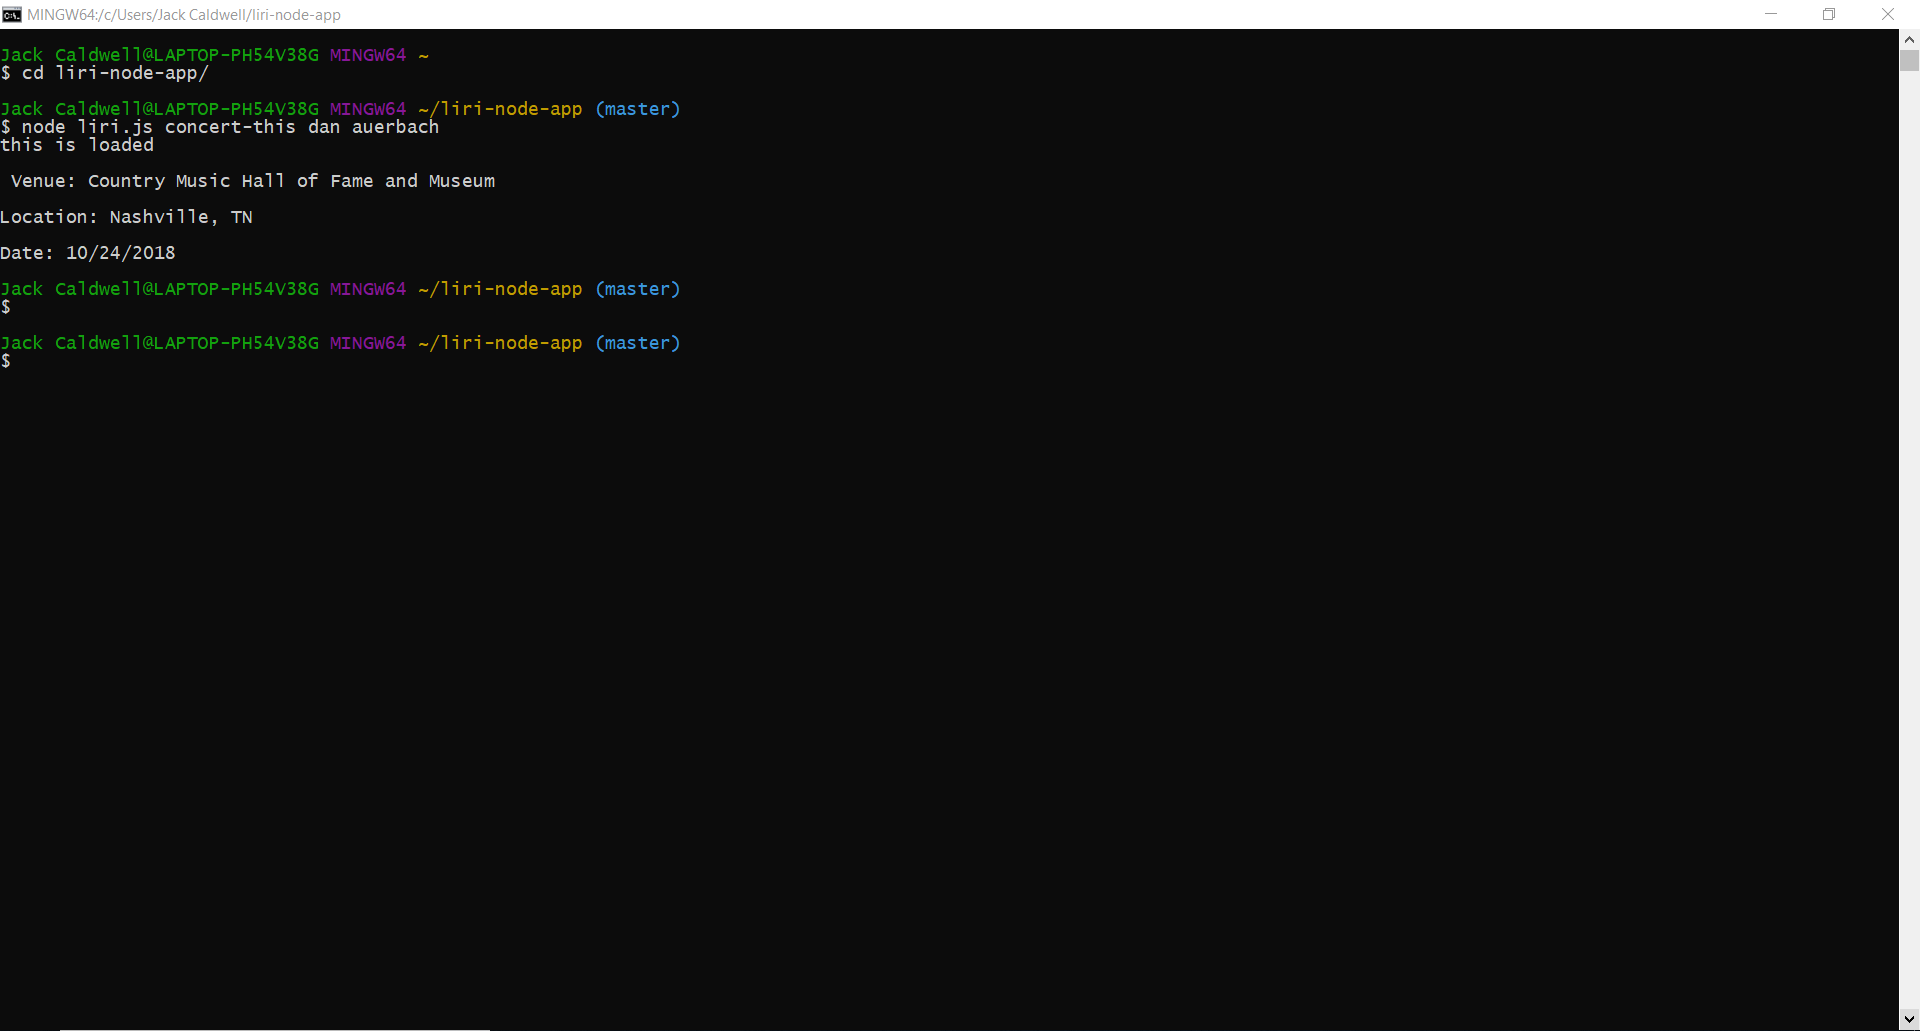 MINGW64:/c/Users/Jack Caldwell/liri-node-app
Jack Caldwell@LAPTOP-PH54V38G MINGW64 ~
$ cd liri-node-app/
Jack Caldwell@LAPTOP-PH54V38G MINGW64 ~/liri-node-app (master)
$ node liri.js concert-this dan auerbach
this is loaded
Venue: Country Music Hall of Fame and Museum
Location: Nashville, TN
Date: 10/24/2018
Jack Caldwell@LAPTOP-PH54V38G MINGW64 ~/liri-node-app (master)
$
Jack Caldwell@LAPTOP-PH54V38G MINGW64 ~/liri-node-app (master)
$